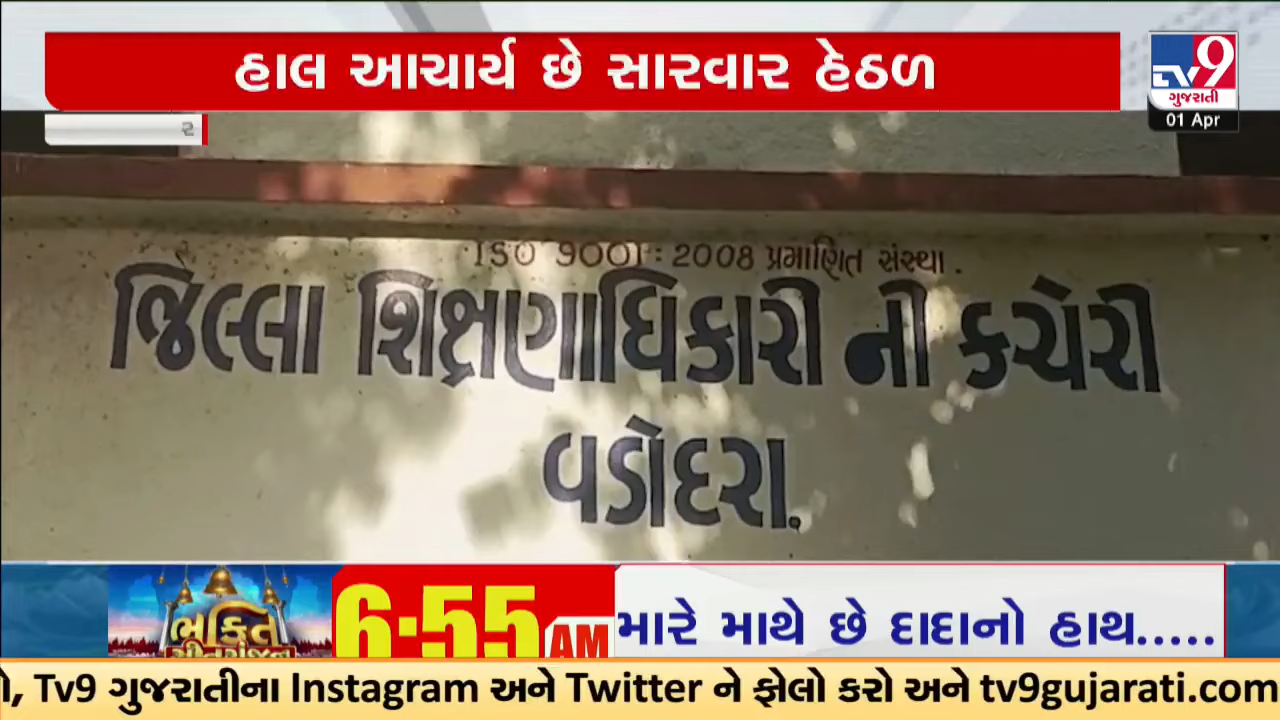 હાલ આચાર્ય છે સારવાર હેઠળ
tv9
ગુજરાતી
01 Apr
ISO 9001 : 2008 પ્રમાણિત સંસ્થા .
જિલ્લા શિક્ષણાધિકારી ની કચેરી
વડોદરા.
ભક્તિ
6:55 AM
મારે માથે છે દાદાનો હાથ.....
Tv9 ગુજરાતીના Instagram અને Twitter ને ફોલો કરો અને tv9gujarati.com